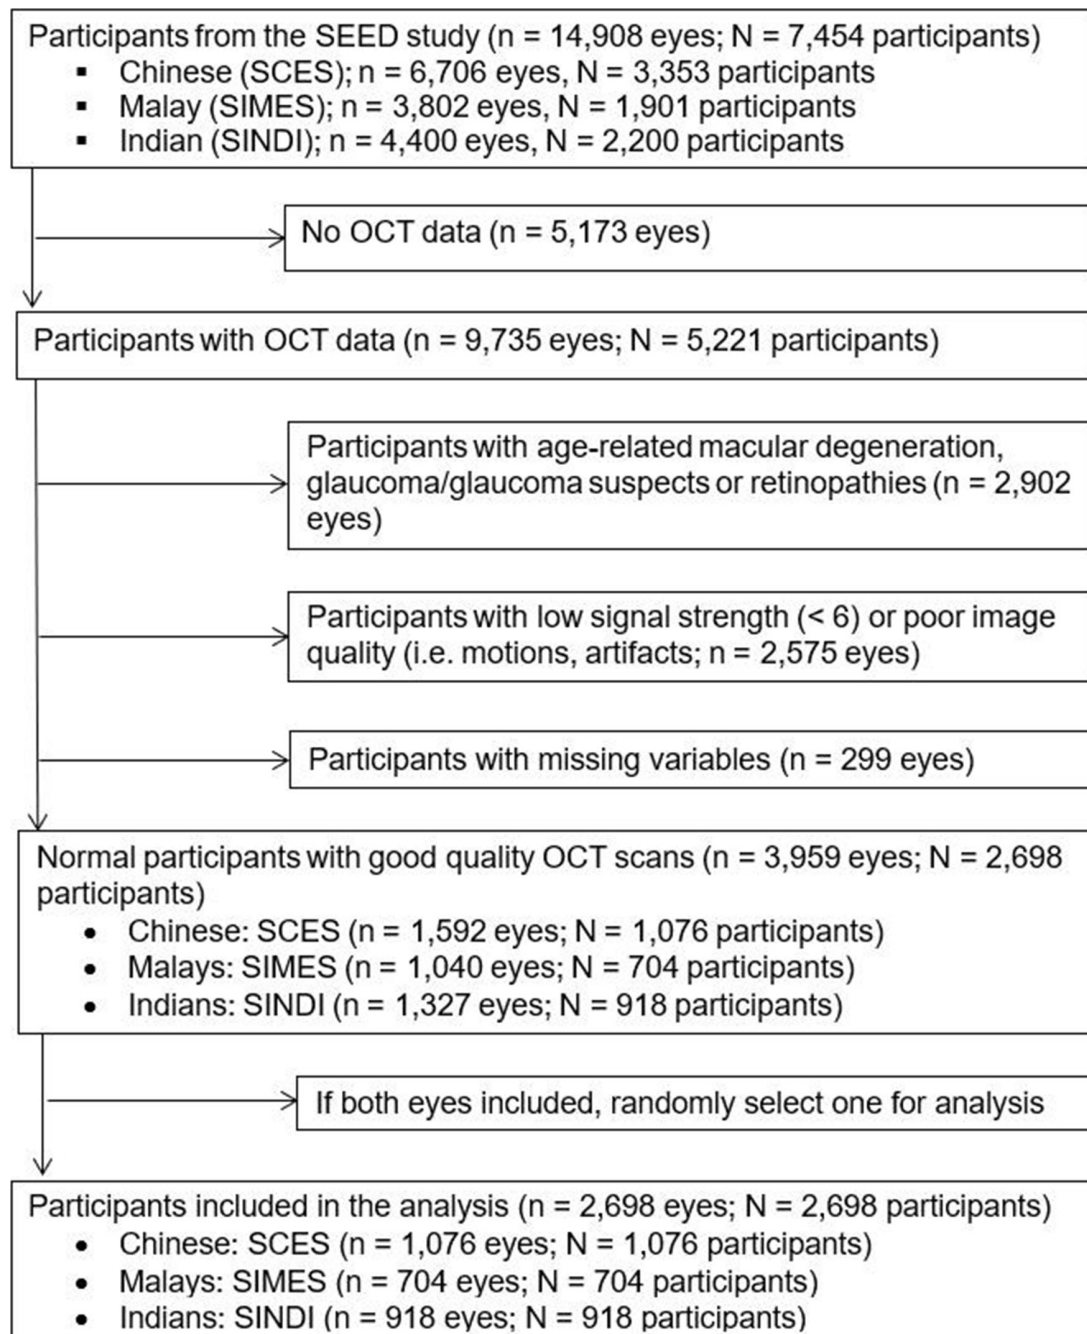 Participants from the SEED study (n = 14,908 eyes; N = 7,454 participants)
▪ Chinese (SCES); n = 6,706 eyes, N = 3,353 participants
▪ Malay (SIMES); n = 3,802 eyes, N = 1,901 participants
▪ Indian (SINDI); n = 4,400 eyes, N = 2,200 participants
No OCT data (n = 5,173 eyes)
Participants with OCT data (n = 9,735 eyes; N = 5,221 participants)
Participants with age-related macular degeneration,
glaucoma/glaucoma suspects or retinopathies (n = 2,902
eyes)
Participants with low signal strength (< 6) or poor image
quality (i.e. motions, artifacts; n = 2,575 eyes)
Participants with missing variables (n = 299 eyes)
Normal participants with good quality OCT scans (n = 3,959 eyes; N = 2,698
participants)
• Chinese: SCES (n = 1,592 eyes; N = 1,076 participants)
• Malays: SIMES (n = 1,040 eyes; N = 704 participants)
• Indians: SINDI (n = 1,327 eyes; N = 918 participants)
If both eyes included, randomly select one for analysis
Participants included in the analysis (n = 2,698 eyes; N = 2,698 participants)
• Chinese: SCES (n = 1,076 eyes; N = 1,076 participants)
• Malays: SIMES (n = 704 eyes; N = 704 participants)
• Indians: SINDI (n = 918 eyes; N = 918 participants)